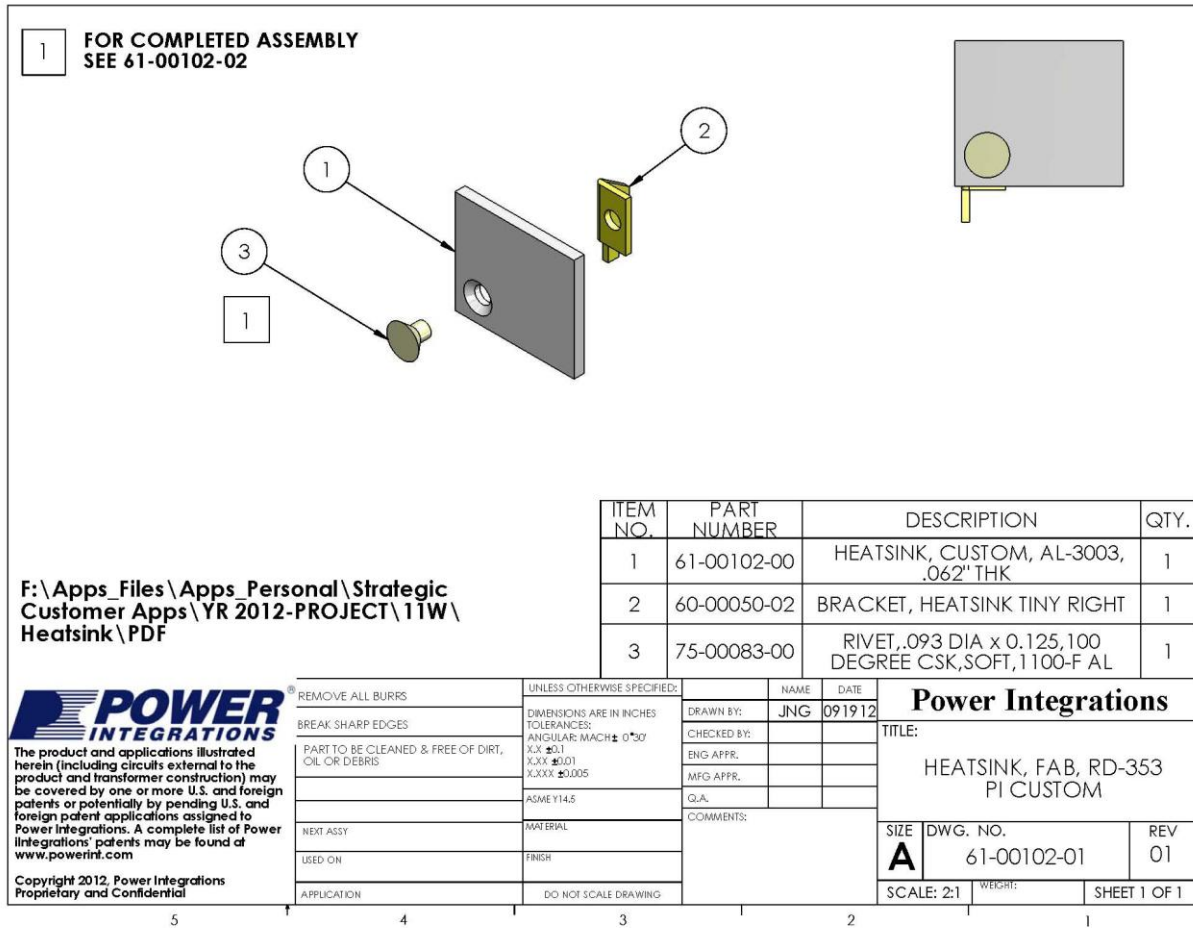 1
FOR COMPLETED ASSEMBLY
SEE 61-00102-02
2
1
3
1
ITEM NO.	PART NUMBER	DESCRIPTION	QTY.
1	61-00102-00	HEATSINK, CUSTOM, AL-3003, .062" THK	1
2	60-00050-02	BRACKET, HEATSINK TINY RIGHT	1
3	75-00083-00	RIVET,.093 DIA x 0.125,100 DEGREE CSK,SOFT,1100-F AL	1
F:\Apps_Files\Apps_Personal\Strategic
Customer Apps\YR 2012-PROJECT\11W\
Heatsink\PDF
POWER
INTEGRATIONS
®
The product and applications illustrated
herein (including circuits external to the
product and transformer construction) may
be covered by one or more U.S. and foreign
patents or potentially by pending U.S. and
foreign patent applications assigned to
Power Integrations. A complete list of Power
IIntegrations' patents may be found at
www.powerint.com
Copyright 2012, Power Integrations
Proprietary and Confidential
REMOVE ALL BURRS
BREAK SHARP EDGES
PART TO BE CLEANED & FREE OF DIRT,
OIL OR DEBRIS
NEXT ASSY
USED ON
APPLICATION
UNLESS OTHERWISE SPECIFIED:
DIMENSIONS ARE IN INCHES
TOLERANCES:
ANGULAR: MACH± 0°30'
X.X ±0.1
X.XX ±0.01
X.XXX ±0.005
ASME Y14.5
MATERIAL
FINISH
DO NOT SCALE DRAWING
NAME	DATE
DRAWN BY:	JNG	091912
CHECKED BY:
ENG APPR.
MFG APPR.
Q.A.
COMMENTS:
Power Integrations
TITLE:
HEATSINK, FAB, RD-353
PI CUSTOM
SIZE	DWG. NO.	REV
A	61-00102-01	01
SCALE: 2:1	WEIGHT:	SHEET 1 OF 1
5	4	3	2	1